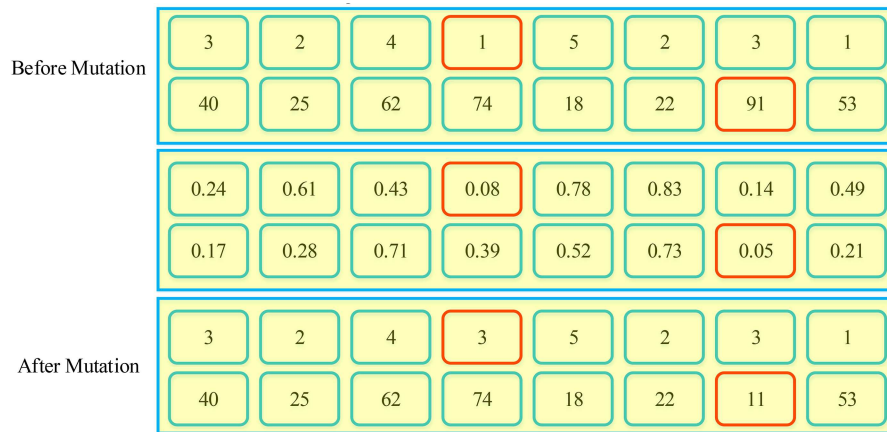 Before Mutation
3 2 4 1 5 2 3 1
40 25 62 74 18 22 91 53
0.24 0.61 0.43 0.08 0.78 0.83 0.14 0.49
0.17 0.28 0.71 0.39 0.52 0.73 0.05 0.21
After Mutation
3 2 4 3 5 2 3 1
40 25 62 74 18 22 11 53